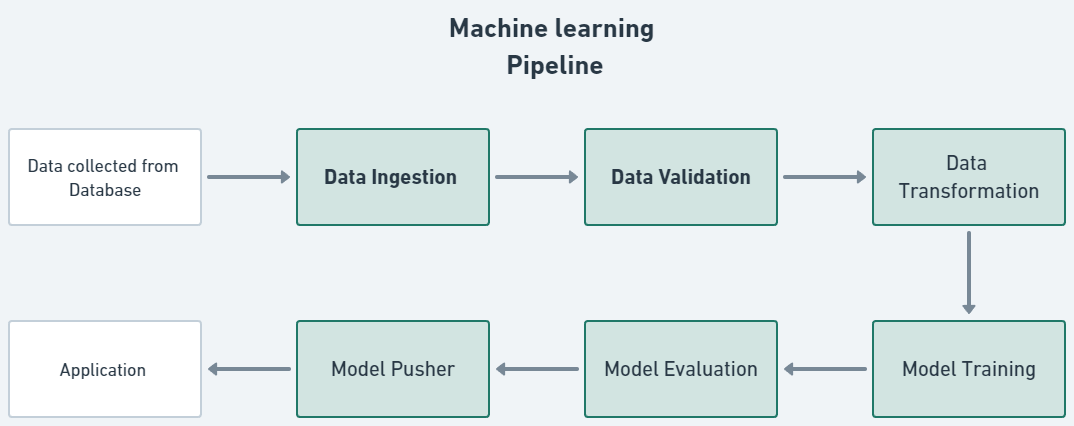 Machine learning
Pipeline
Data collected from
Database
Data Ingestion
Data Validation
Data
Transformation
Application
Model Pusher
Model Evaluation
Model Training